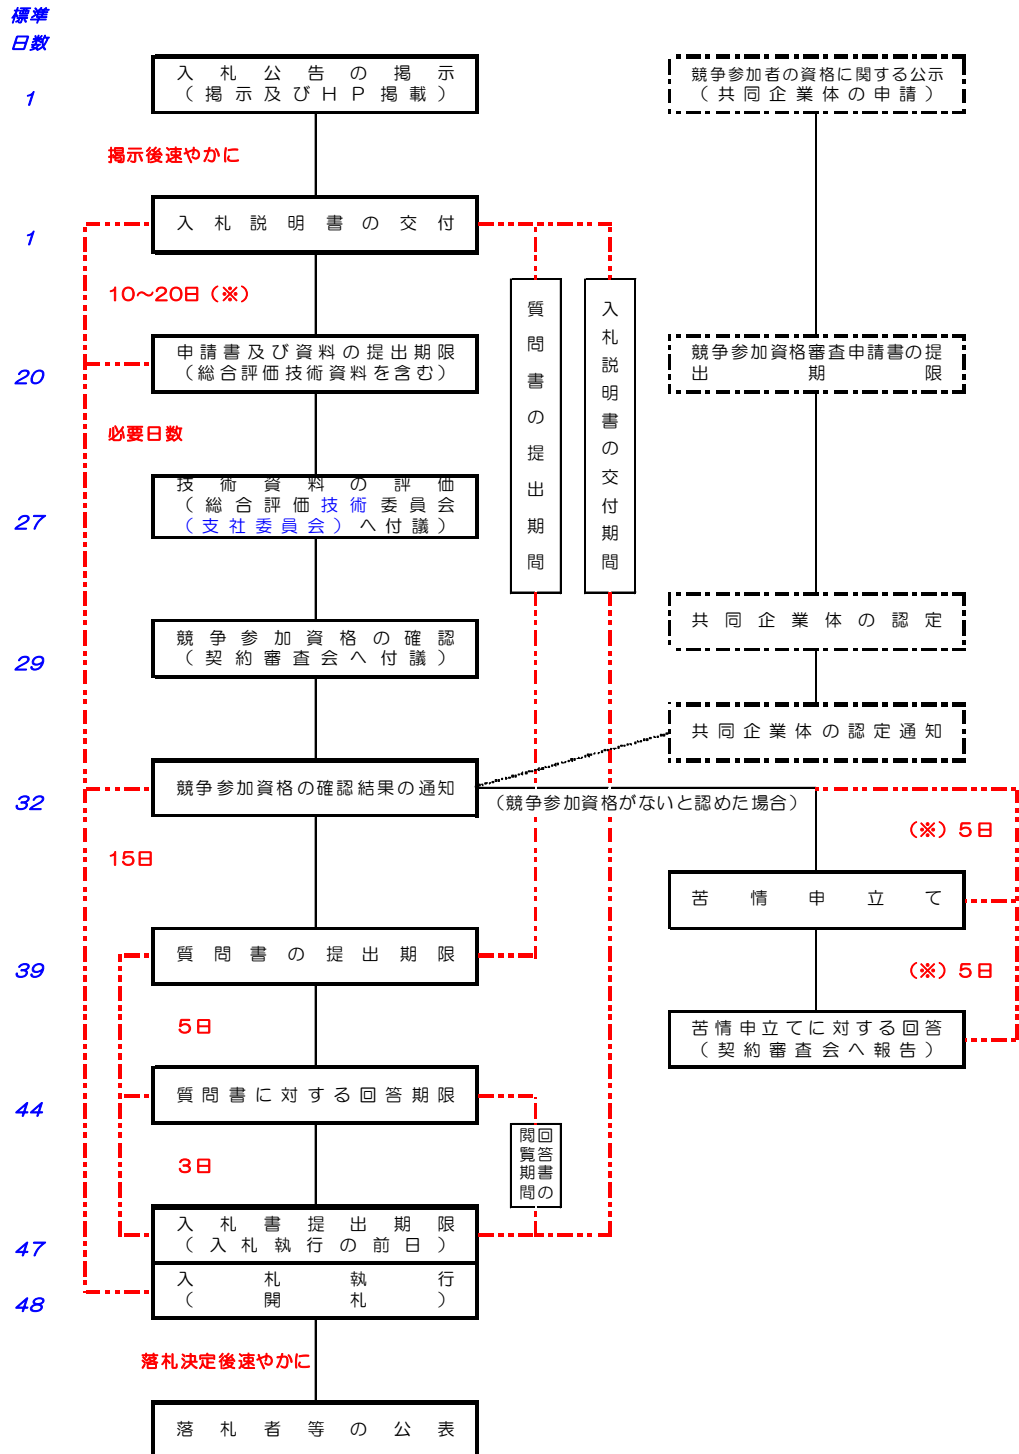 標準
日数
1
入札公告の掲示
（掲示及びＨＰ掲載）
競争参加者の資格に関する公示
（共同企業体の申請）
掲示後速やかに
1
入札説明書の交付
10～20日（※）
質問書の提出期間
入札説明書の交付期間
20
申請書及び資料の提出期限
（総合評価技術資料を含む）
競争参加資格審査申請書の提
出期限
必要日数
27
技術資料の評価
（総合評価技術委員会
（支社委員会）へ付議）
29
競争参加資格の確認
（契約審査会へ付議）
共同企業体の認定
共同企業体の認定通知
32
競争参加資格の確認結果の通知
（競争参加資格がないと認めた場合）
（※）5日
15日
苦情申立て
39
質問書の提出期限
（※）5日
5日
苦情申立てに対する回答
（契約審査会へ報告）
44
質問書に対する回答期限
回答書の
閲覧期間
3日
47
入札書提出期限
（入札執行の前日）
48
入札執行
（開札）
落札決定後速やかに
落札者等の公表